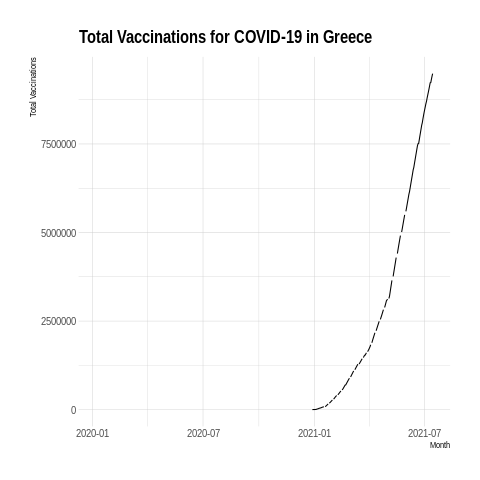 Total Vaccinations for COVID-19 in Greece
Total Vaccinations
7500000
5000000
2500000
0
2020-01 2020-07 2021-01 2021-07
Month